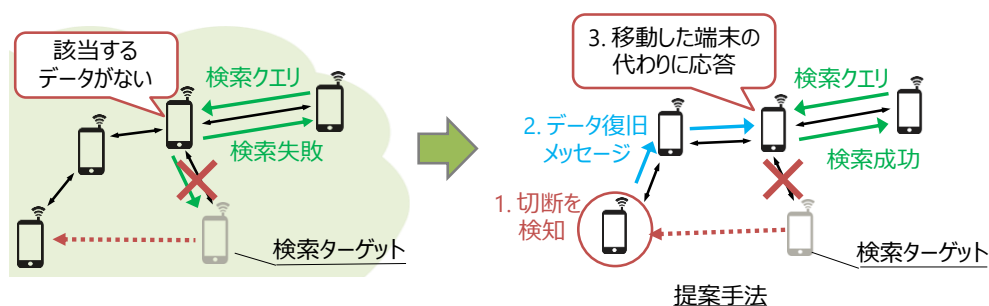 該当する
データがない
検索クエリ
検索失敗
検索ターゲット
3. 移動した端末の
代わりに応答
検索クエリ
2. データ復旧
メッセージ
検索成功
1. 切断を
検知
検索ターゲット
提案手法